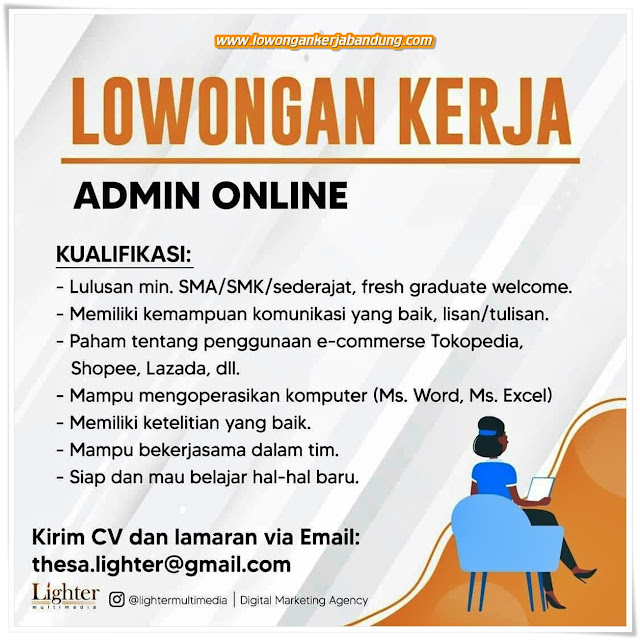 www.lowongankerjabandung.com
LOWONGAN KERJA
ADMIN ONLINE
KUALIFIKASI:
- Lulusan min. SMA/SMK/sederajat, fresh graduate welcome.
- Memiliki kemampuan komunikasi yang baik, lisan/tulisan.
- Paham tentang penggunaan e-commerse Tokopedia,
Shopee, Lazada, dll.
- Mampu mengoperasikan komputer (Ms. Word, Ms. Excel)
- Memiliki ketelitian yang baik.
- Mampu bekerjasama dalam tim.
- Siap dan mau belajar hal-hal baru.
Kirim CV dan lamaran via Email:
thesa.lighter@gmail.com
Lighter
multimedia
@lightermultimedia | Digital Marketing Agency